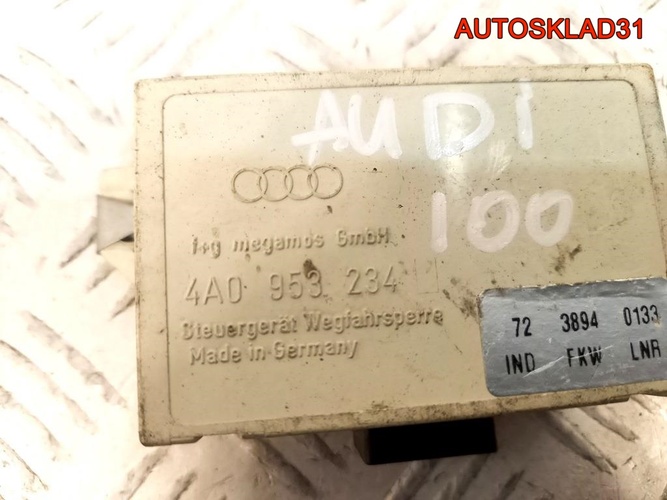 AUTOSKLAD31
AUDI
100
f+g megamos GmbH
4A0 953 234
Steuergerät Wegfahrsperre
Made in Germany
72 3894 0133
IND FKW LNR